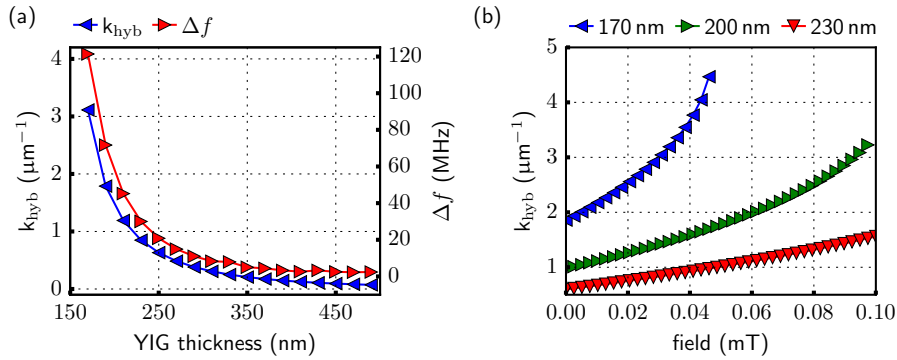 (a)
k_hyb Δf
k_hyb (µm⁻¹)
4
3
2
1
0
120
100
80
60
40
20
0
Δf (MHz)
150 250 350 450
YIG thickness (nm)
(b)
170 nm 200 nm 230 nm
k_hyb (µm⁻¹)
5
4
3
2
1
0.00 0.02 0.04 0.06 0.08 0.10
field (mT)